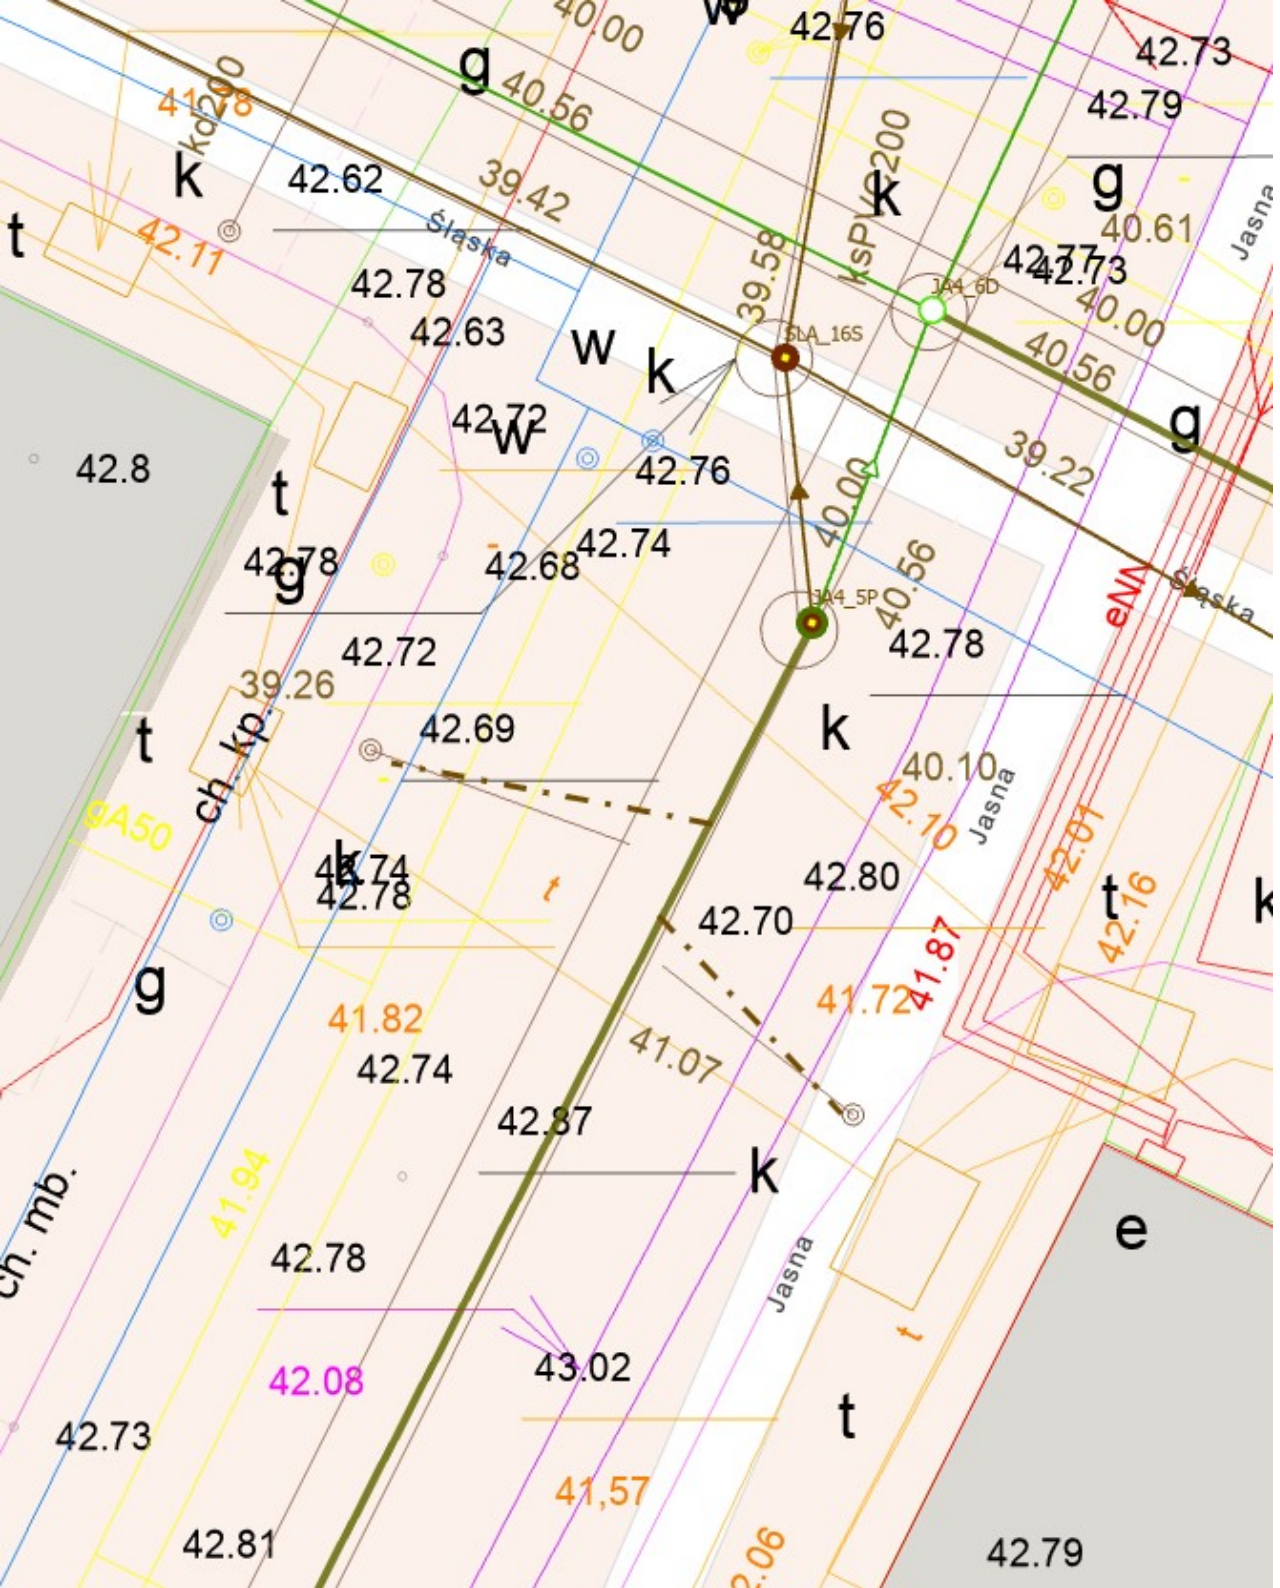 w
40.00
42.76
42.73
g
kd200
41.78
40.56
42.79
k
42.62
39.42
ksPVC200
k
g
Jasna
t
42.11
Śląska
40.61
39.58
42.77
42.73
42.78
JA4_6D
40.00
42.63
SLA_16S
w
k
40.56
42.72
w
g
42.8
42.76
39.22
t
40.00
42.78
g
42.68
42.74
40.56
eNN
Śląska
JA4_5P
42.72
42.78
39.26
42.69
k
t
ch. kp.
40.10
42.10
Jasna
gA50
42.01
k
42.74
42.78
t
42.80
t
42.16
k
42.70
41.87
g
41.72
41.82
41.07
42.74
42.87
k
41.94
ch. mb.
e
42.78
Jasna
t
42.08
43.02
42.73
t
41,57
42.81
2.06
42.79